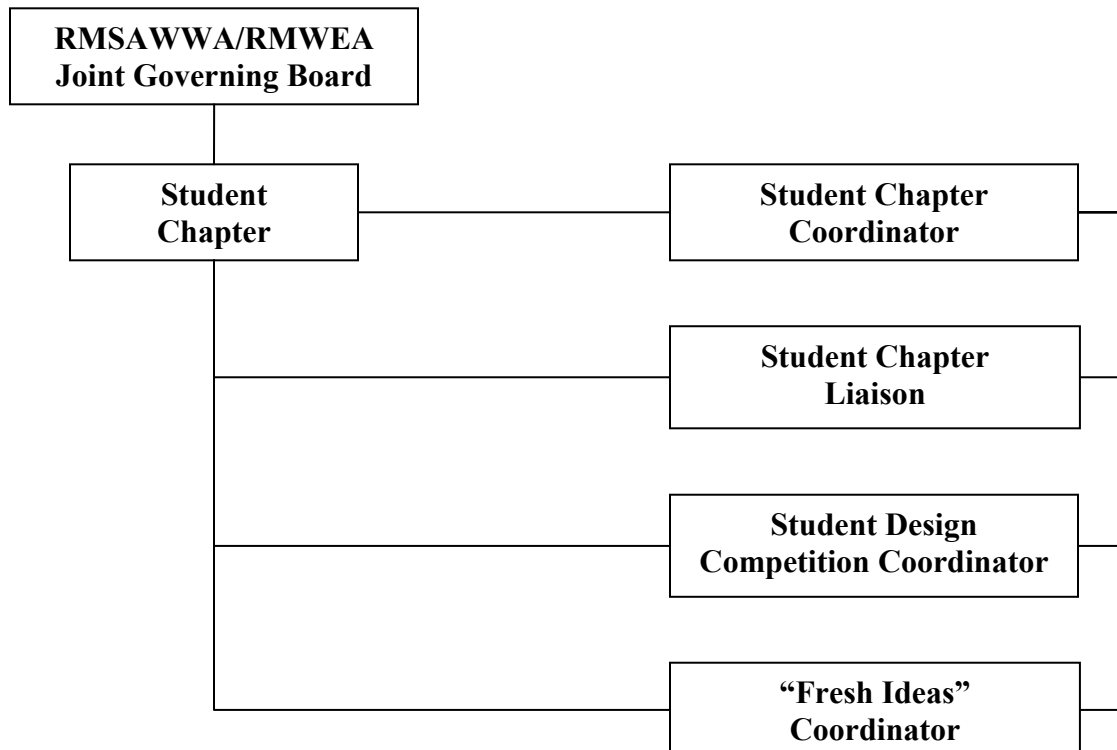 RMSAWWA/RMWEA
Joint Governing Board
Student
Chapter
Student Chapter
Coordinator
Student Chapter
Liaison
Student Design
Competition Coordinator
“Fresh Ideas”
Coordinator